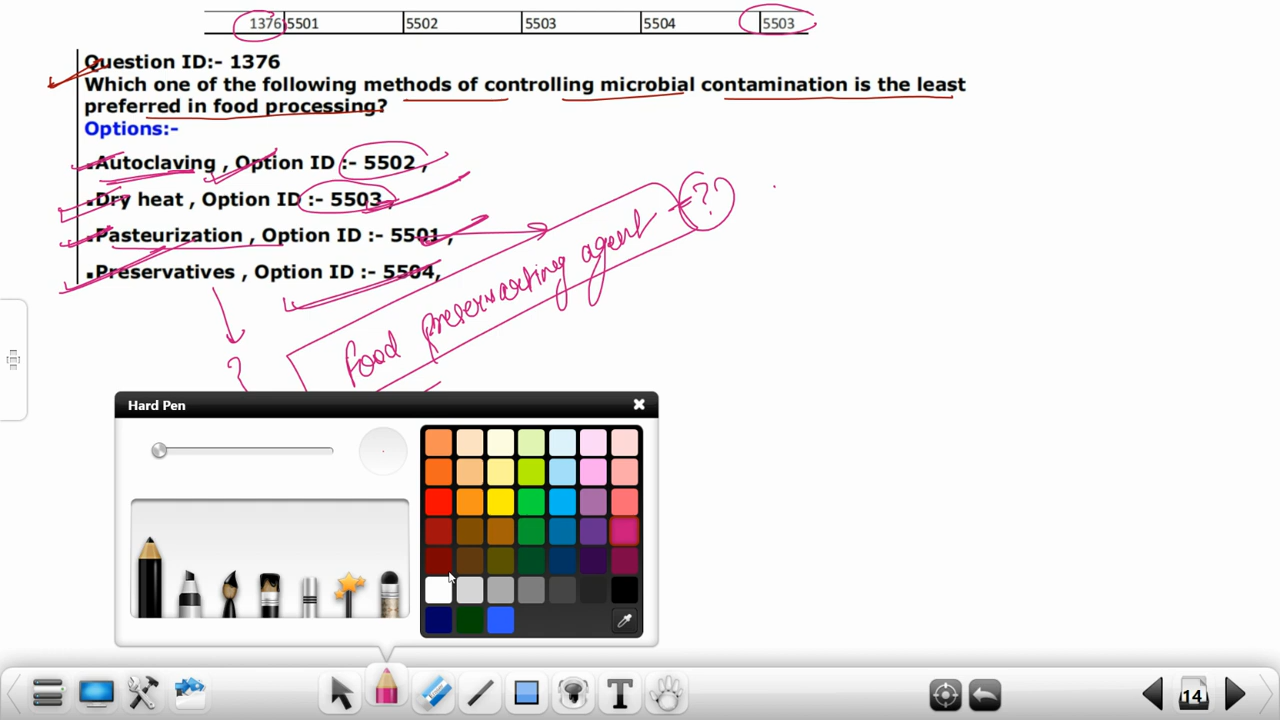 1376 5501 5502 5503 5504 5503
Question ID:- 1376
Which one of the following methods of controlling microbial contamination is the least
preferred in food processing?
Options:-
.Autoclaving , Option ID :- 5502 ,
.Dry heat , Option ID :- 5503 ,
.Pasteurization , Option ID :- 5501 ,
.Preservatives , Option ID :- 5504,
?
Food preservating agent - ?
Hard Pen
T
14